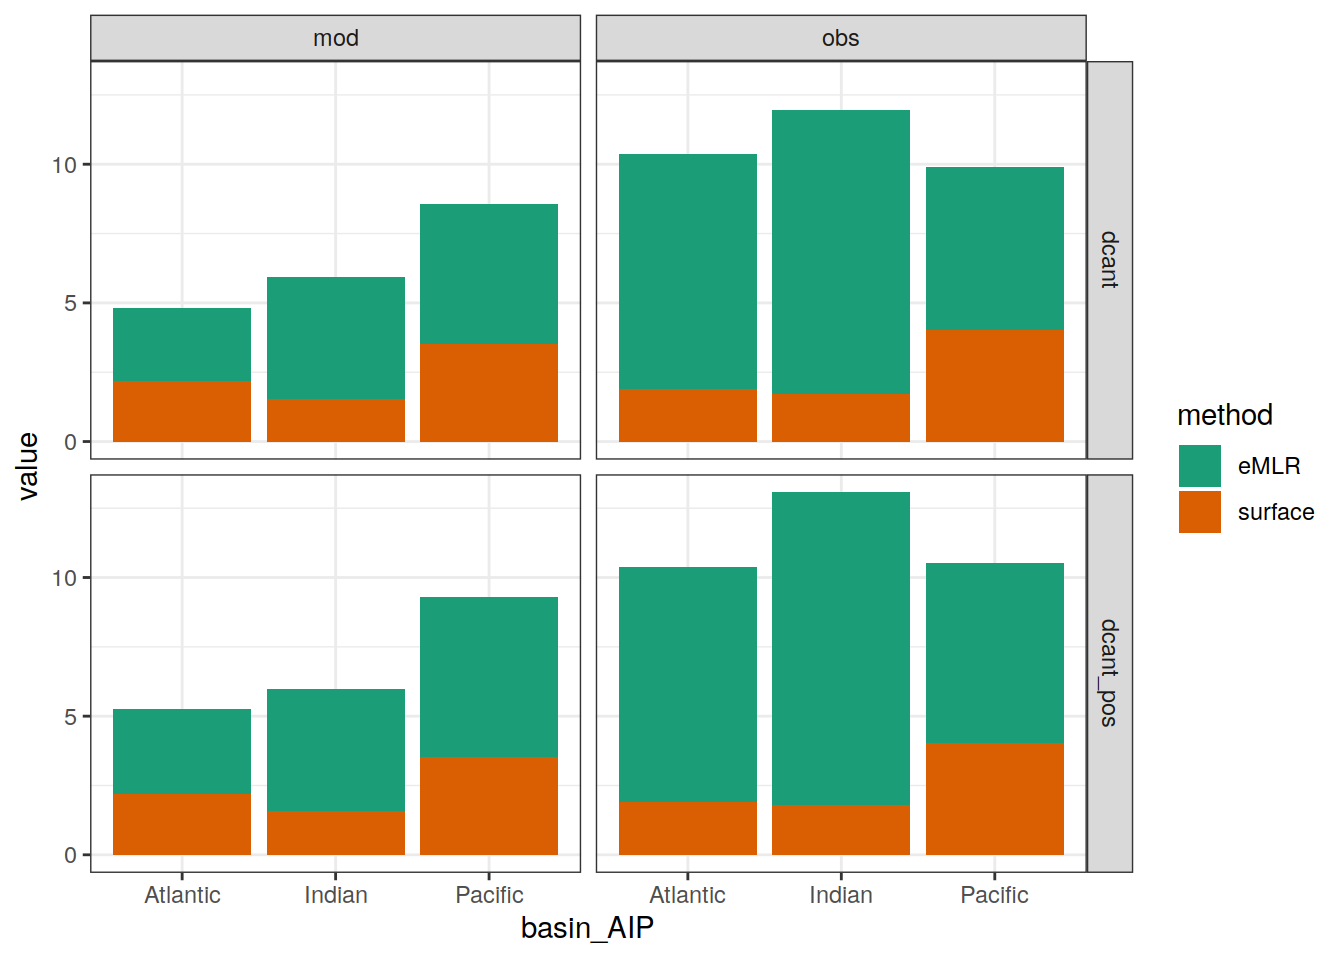 mod
obs
10
5
0
dcant
10
5
0
dcant_pos
value
Atlantic
Indian
Pacific
Atlantic
Indian
Pacific
basin_AIP
method
eMLR
surface